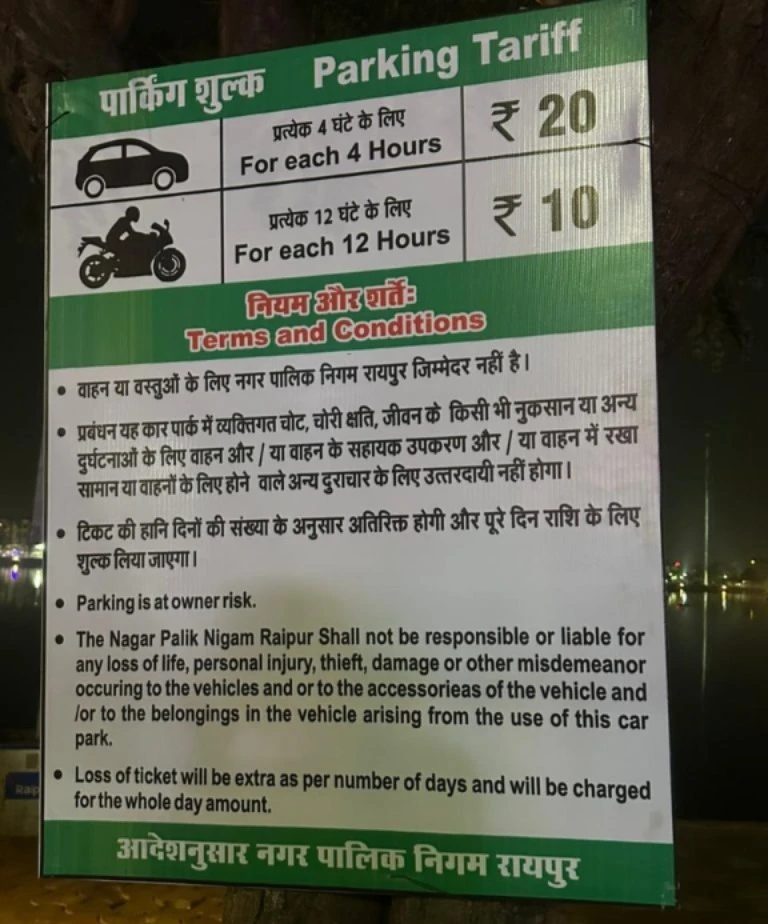 पार्किंग शुल्क Parking Tariff
प्रत्येक 4 घंटे के लिए
For each 4 Hours
₹ 20
प्रत्येक 12 घंटे के लिए
For each 12 Hours
₹ 10
नियम और शर्ते:
Terms and Conditions
• वाहन या वस्तुओं के लिए नगर पालिक निगम रायपुर जिम्मेदर नहीं है।
• प्रबंधन यह कार पार्क में व्यक्तिगत चोट, चोरी क्षति, जीवन के किसी भी नुकसान या अन्य
दुर्घटनाओं के लिए वाहन और / या वाहन के सहायक उपकरण और / या वाहन में रखा
सामान या वाहनों के लिए होने वाले अन्य दुराचार के लिए उत्तरदायी नहीं होगा।
• टिकट की हानि दिनों की संख्या के अनुसार अतिरिक्त होगी और पूरे दिन राशि के लिए
शुल्क लिया जाएगा।
• Parking is at owner risk.
• The Nagar Palik Nigam Raipur Shall not be responsible or liable for
any loss of life, personal injury, thieft, damage or other misdemeanor
occuring to the vehicles and or to the accessorieas of the vehicle and
/or to the belongings in the vehicle arising from the use of this car
park.
• Loss of ticket will be extra as per number of days and will be charged
for the whole day amount.
आदेशनुसार नगर पालिक निगम रायपुर